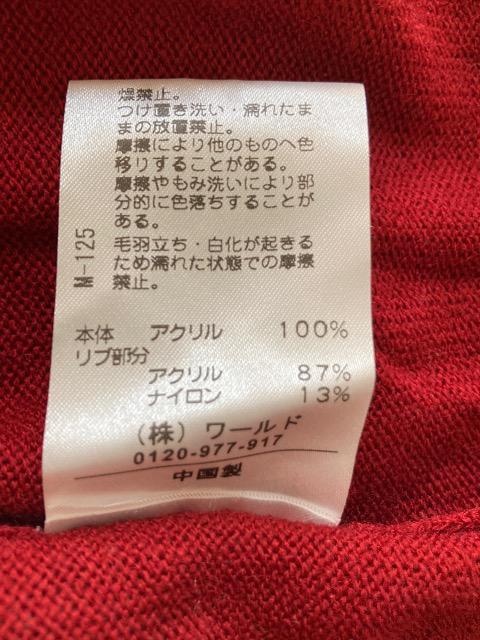 燥禁止。
つけ置き洗い・濡れたま
まの放置禁止。
摩擦により他のものへ色
移りすることがある。
摩擦やもみ洗いにより部
分的に色落ちすることが
ある。
毛羽立ち・白化が起きる
ため濡れた状態での摩擦
禁止。
M-125
本体 アクリル 100%
リブ部分
アクリル 87%
ナイロン 13%
(株) ワールド
0120-977-917
中国製